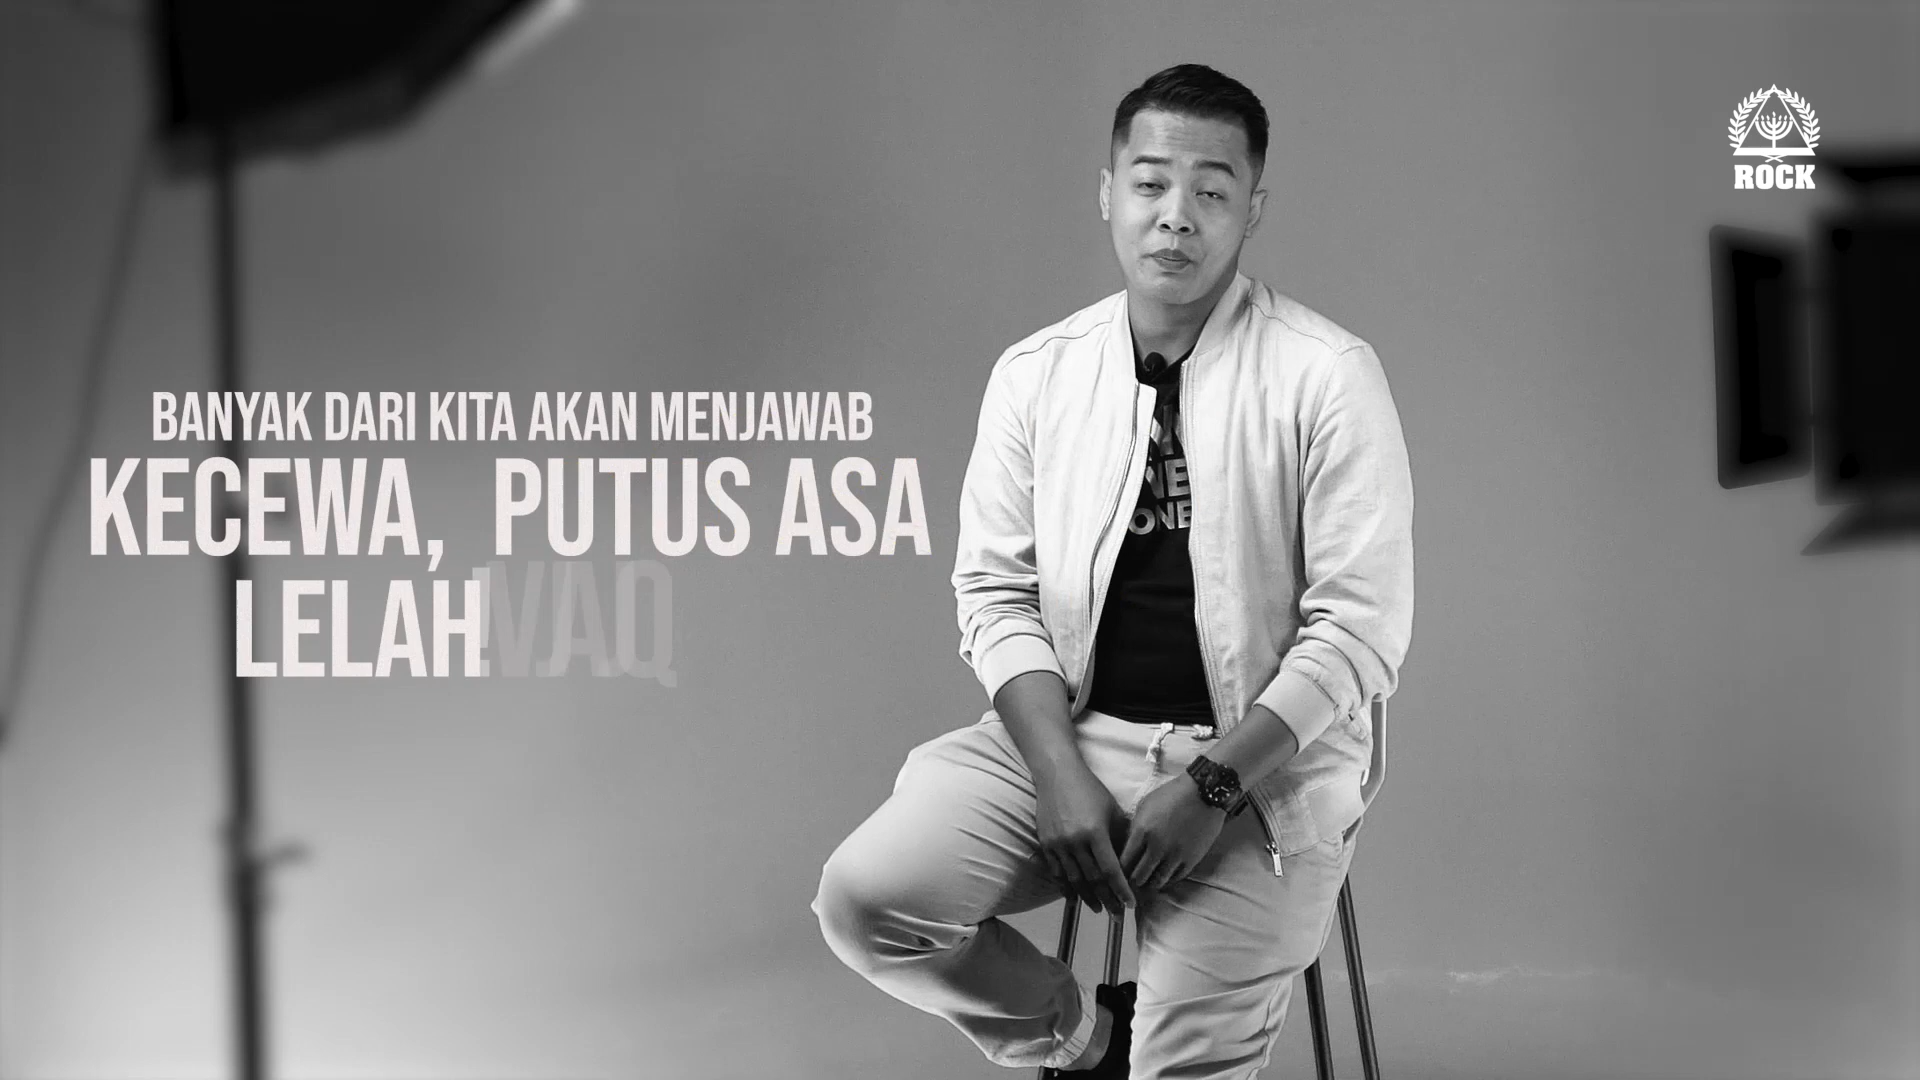 BANYAK DARI KITA AKAN MENJAWAB
KECEWA, PUTUS ASA
LELAH
ROCK